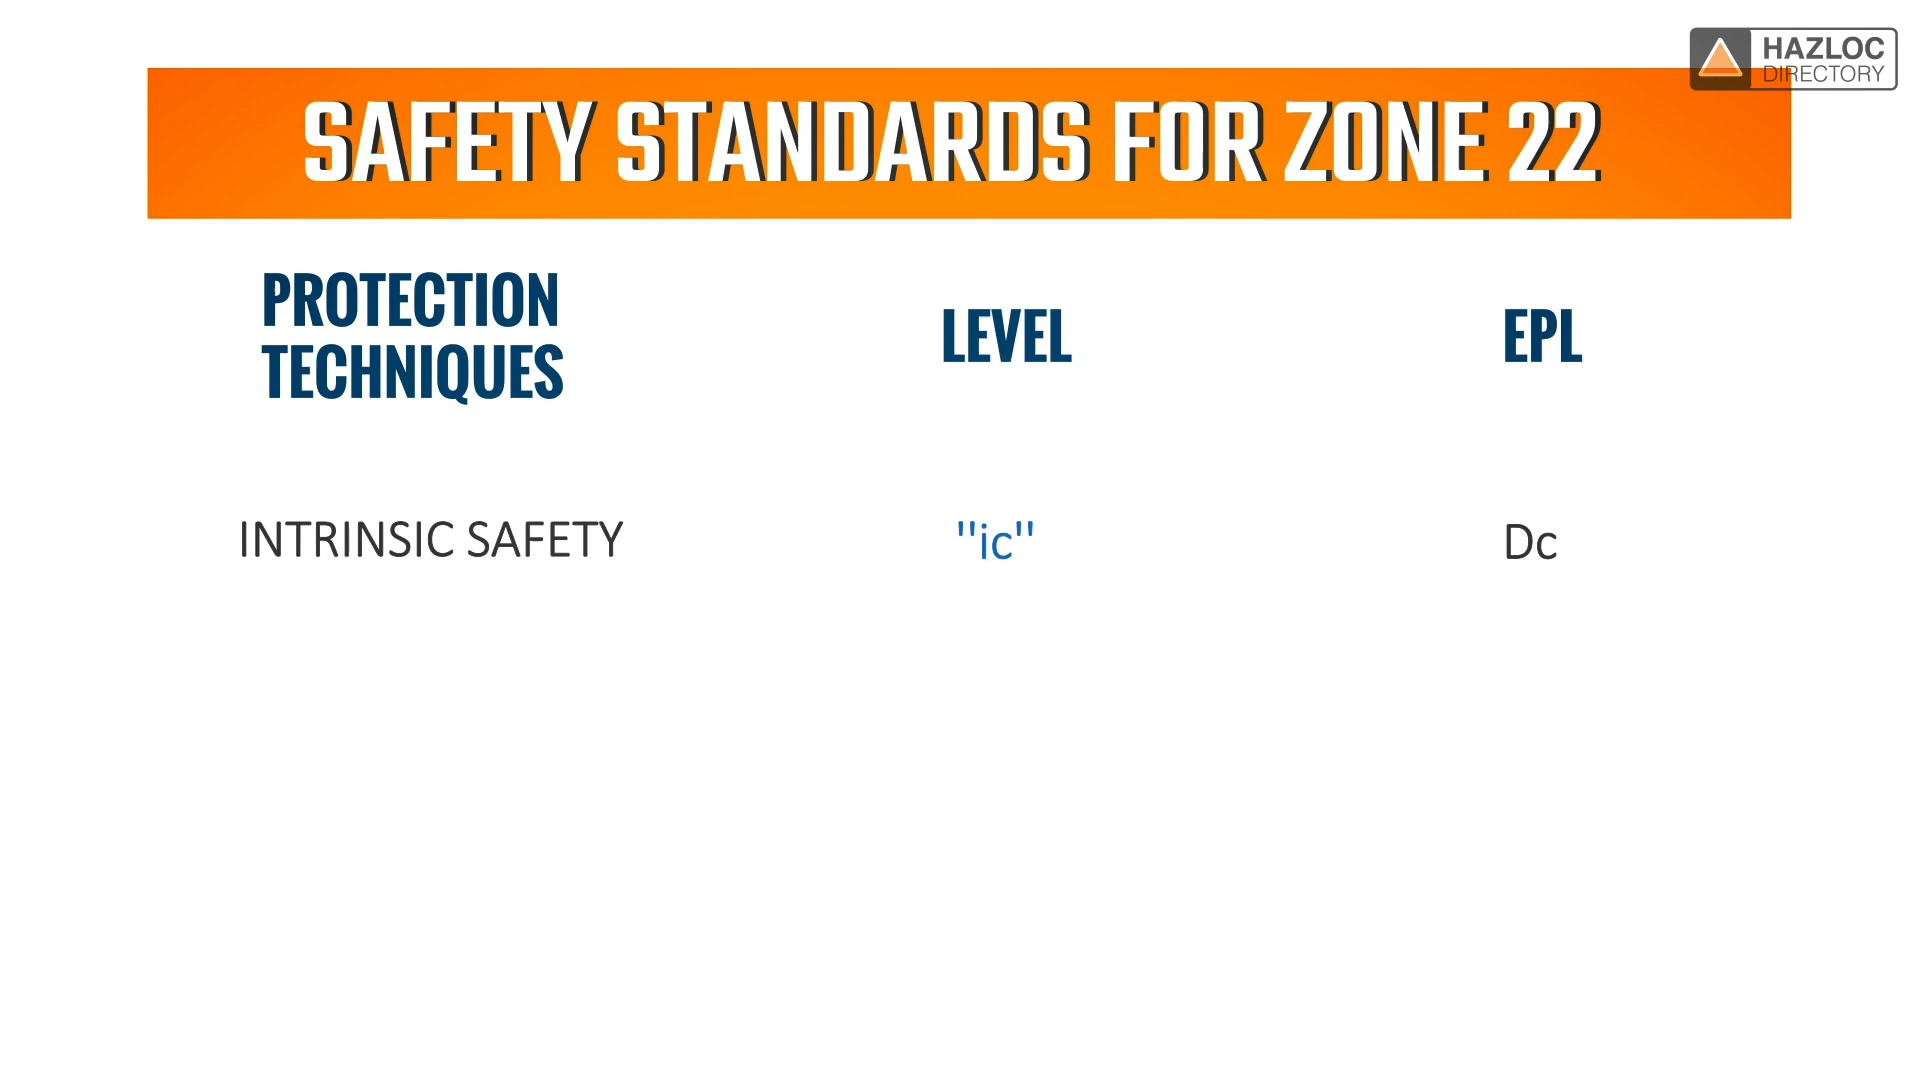 HAZLOC
DIRECTORY
SAFETY STANDARDS FOR ZONE 22
PROTECTION
TECHNIQUES
LEVEL
EPL
INTRINSIC SAFETY
"ic"
Dc